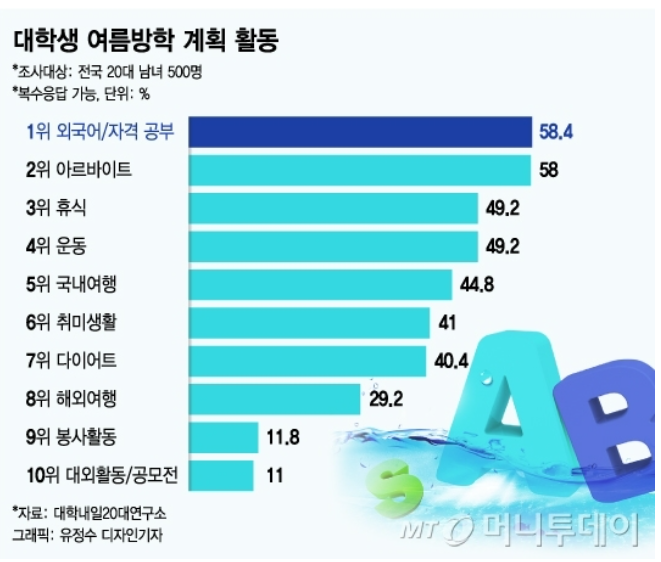 대학생 여름방학 계획 활동
*조사대상: 전국 20대 남녀 500명
*복수응답 가능, 단위: %
1위 외국어/자격 공부 58.4
2위 아르바이트 58
3위 휴식 49.2
4위 운동 49.2
5위 국내여행 44.8
6위 취미생활 41
7위 다이어트 40.4
8위 해외여행 29.2
9위 봉사활동 11.8
10위 대외활동/공모전 11
A
B
S
*자료: 대학내일20대연구소
그래픽: 유정수 디자인기자
MT 머니투데이